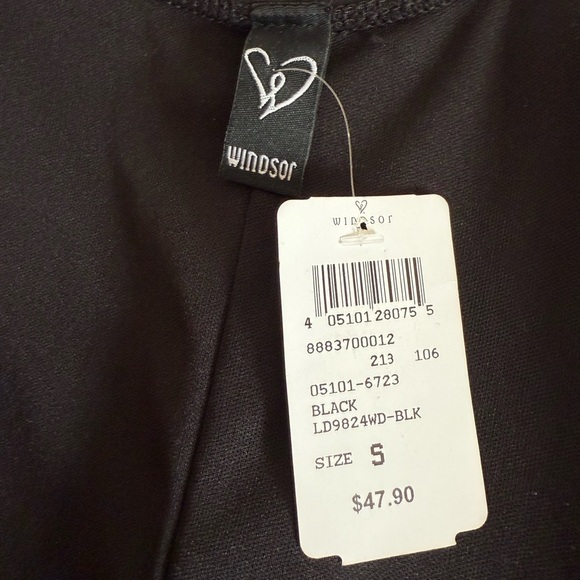 WINDSOR
WINDSOR
4 05101 28075 5
8883700012
213 106
05101-6723
BLACK
LD9824WD-BLK
SIZE S
$47.90